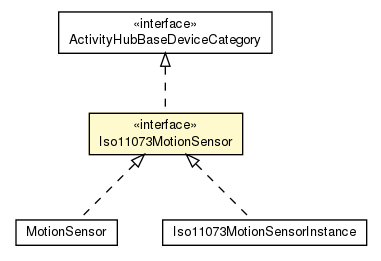 «interface»
ActivityHubBaseDeviceCategory
«interface»
Iso11073MotionSensor
MotionSensor
Iso11073MotionSensorInstance